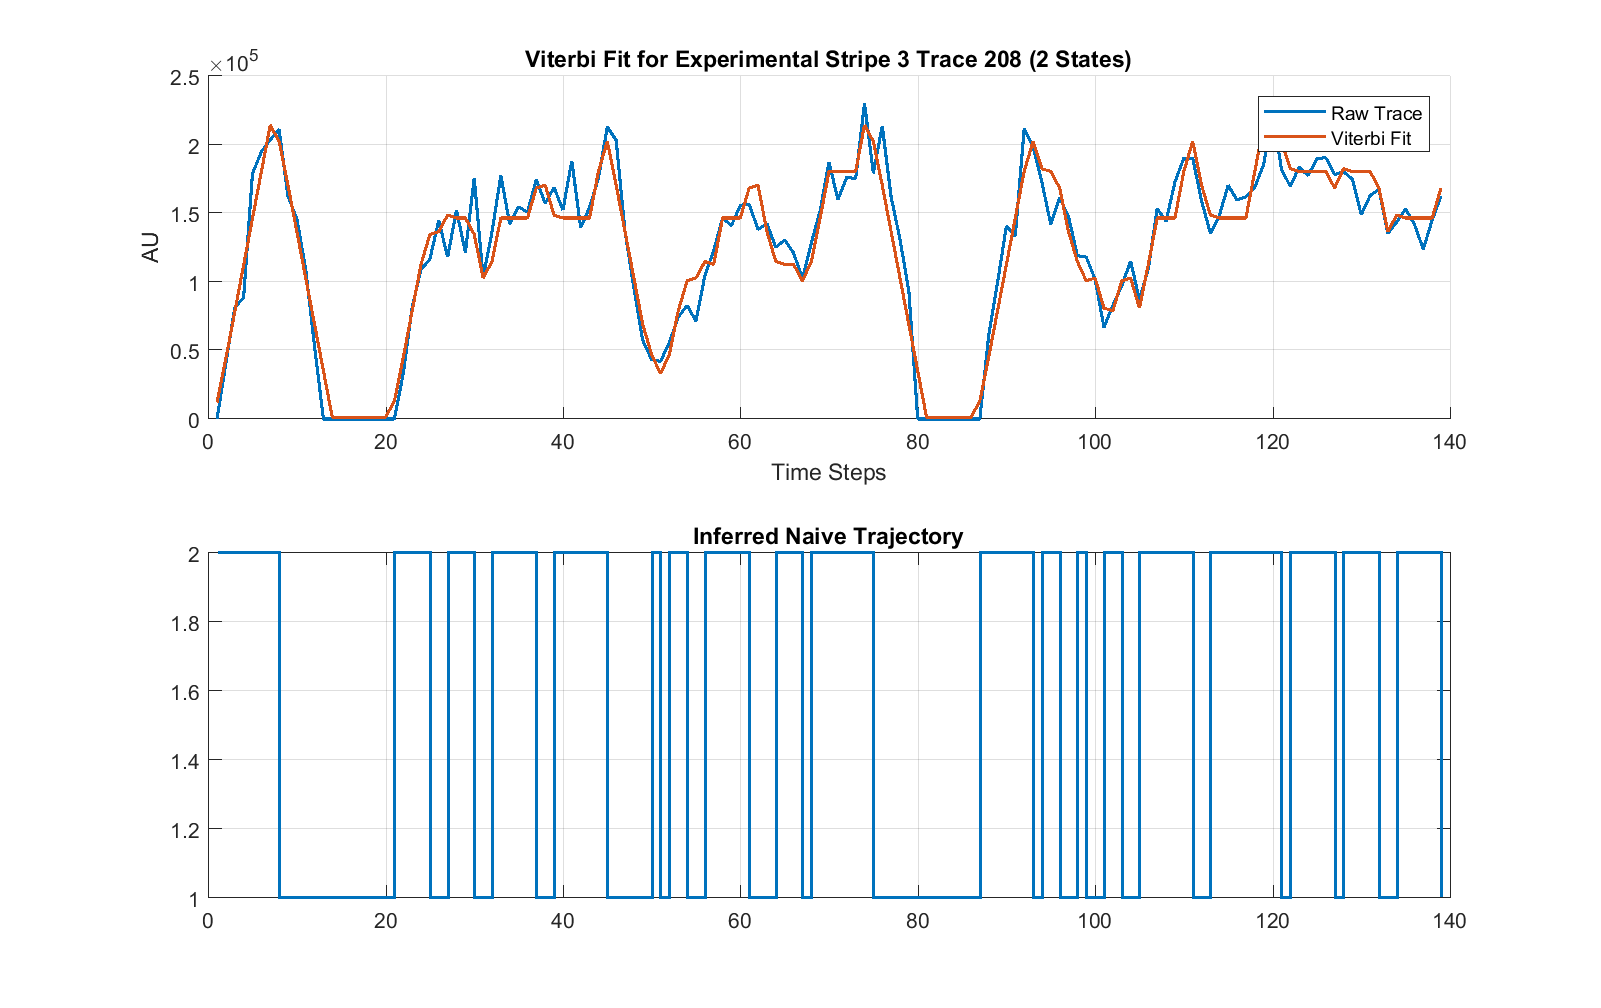 ×10⁵
Viterbi Fit for Experimental Stripe 3 Trace 208 (2 States)
2.5
2
1.5
1
0.5
0
AU
Raw Trace
Viterbi Fit
0 20 40 60 80 100 120 140
Time Steps
Inferred Naive Trajectory
2
1.8
1.6
1.4
1.2
1
0 20 40 60 80 100 120 140